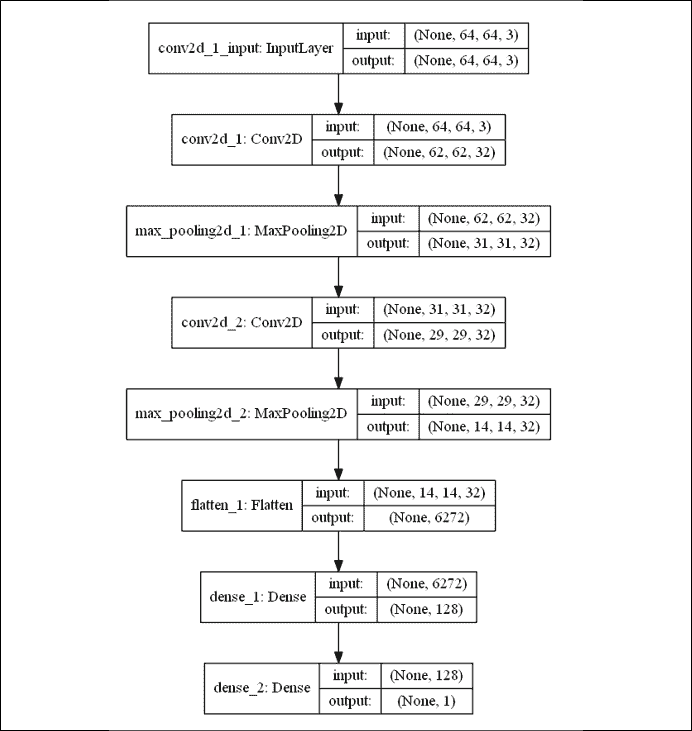 conv2d_1_input: InputLayer
input: (None, 64, 64, 3)
output: (None, 64, 64, 3)
conv2d_1: Conv2D
input: (None, 64, 64, 3)
output: (None, 62, 62, 32)
max_pooling2d_1: MaxPooling2D
input: (None, 62, 62, 32)
output: (None, 31, 31, 32)
conv2d_2: Conv2D
input: (None, 31, 31, 32)
output: (None, 29, 29, 32)
max_pooling2d_2: MaxPooling2D
input: (None, 29, 29, 32)
output: (None, 14, 14, 32)
flatten_1: Flatten
input: (None, 14, 14, 32)
output: (None, 6272)
dense_1: Dense
input: (None, 6272)
output: (None, 128)
dense_2: Dense
input: (None, 128)
output: (None, 1)